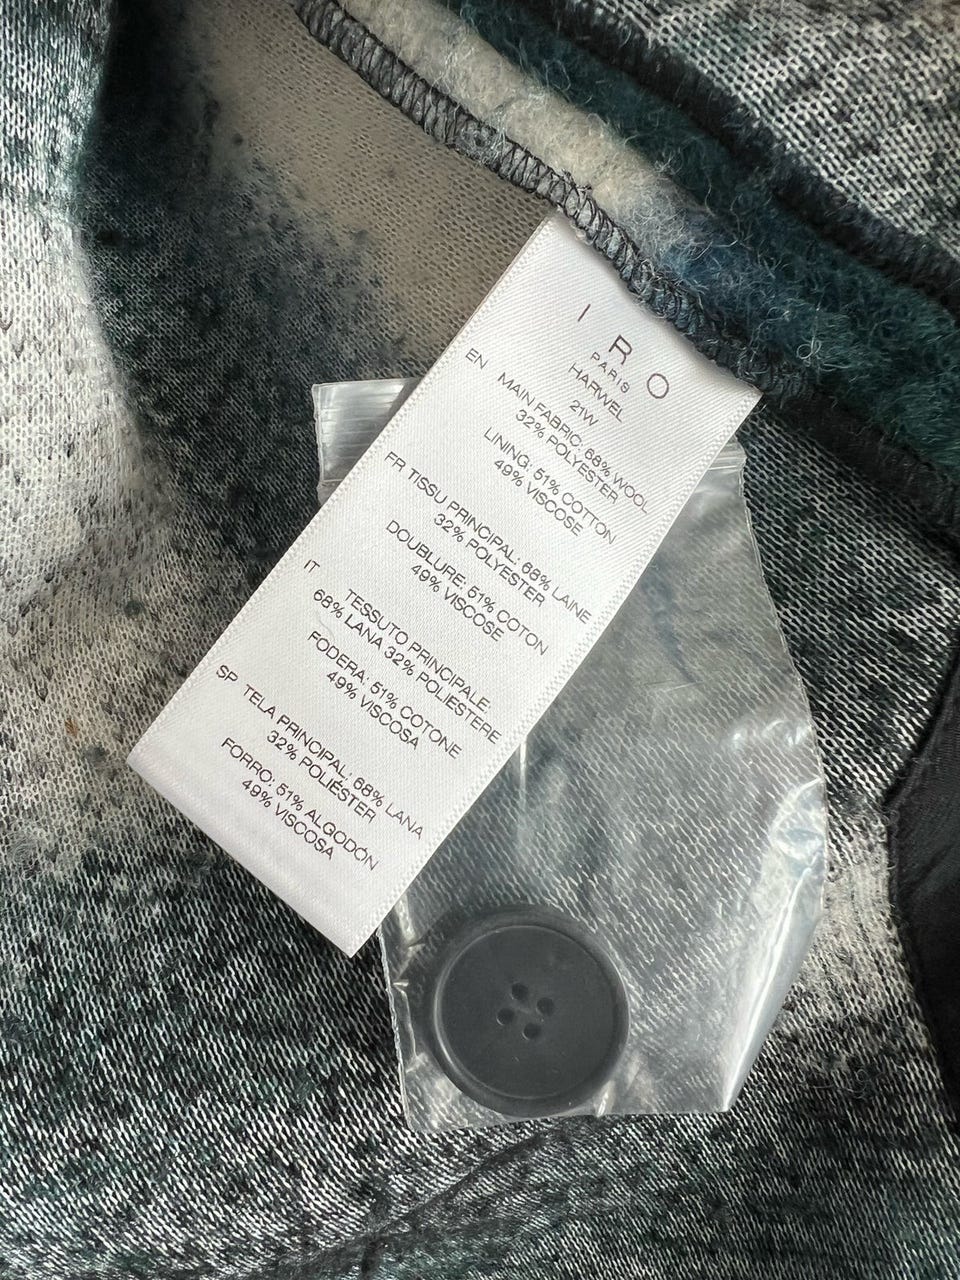 I R O
PARIS
HARWEL
21W
EN MAIN FABRIC: 68% WOOL
32% POLYESTER
LINING: 51% COTTON
49% VISCOSE
FR TISSU PRINCIPAL: 68% LAINE
32% POLYESTER
DOUBLURE: 51% COTON
49% VISCOSE
IT TESSUTO PRINCIPALE:
68% LANA 32% POLIESTERE
FODERA: 51% COTONE
49% VISCOSA
SP TELA PRINCIPAL: 68% LANA
32% POLIÉSTER
FORRO: 51% ALGODÓN
49% VISCOSA